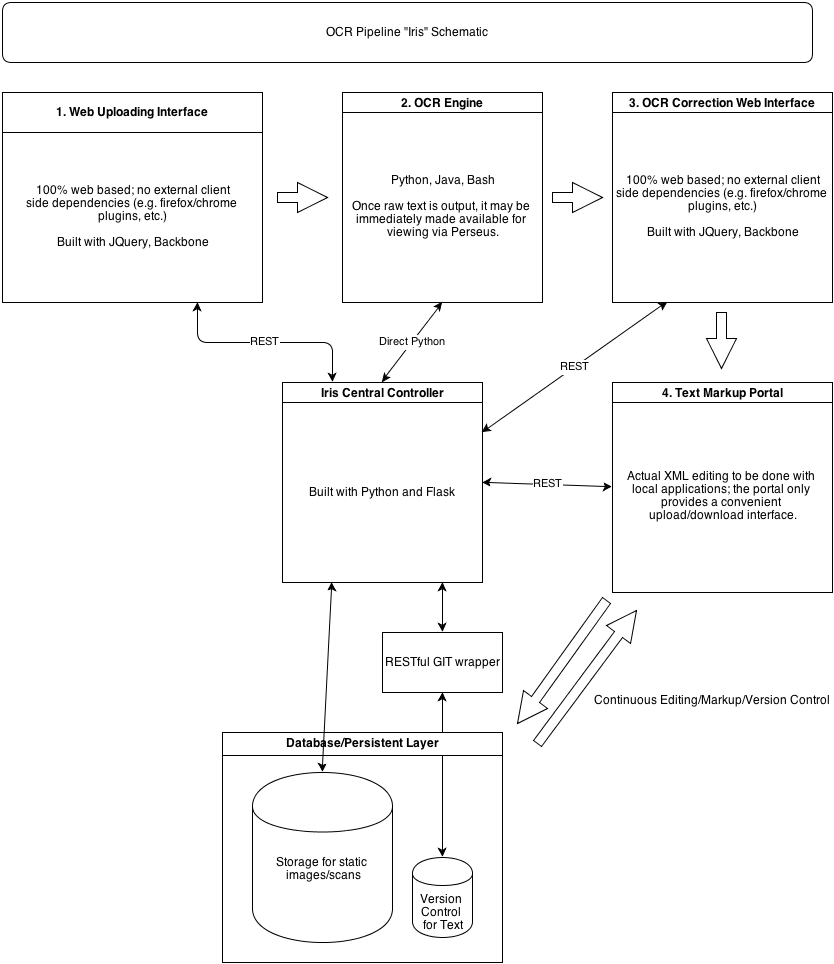 OCR Pipeline "Iris" Schematic
1. Web Uploading Interface
100% web based; no external client
side dependencies (e.g. firefox/chrome
plugins, etc.)
Built with JQuery, Backbone
2. OCR Engine
Python, Java, Bash
Once raw text is output, it may be
immediately made available for
viewing via Perseus.
3. OCR Correction Web Interface
100% web based; no external client
side dependencies (e.g. firefox/chrome
plugins, etc.)
Built with JQuery, Backbone
REST
Direct Python
REST
Iris Central Controller
Built with Python and Flask
REST
4. Text Markup Portal
Actual XML editing to be done with
local applications; the portal only
provides a convenient
upload/download interface.
RESTful GIT wrapper
Continuous Editing/Markup/Version Control
Database/Persistent Layer
Storage for static
images/scans
Version
Control
for Text